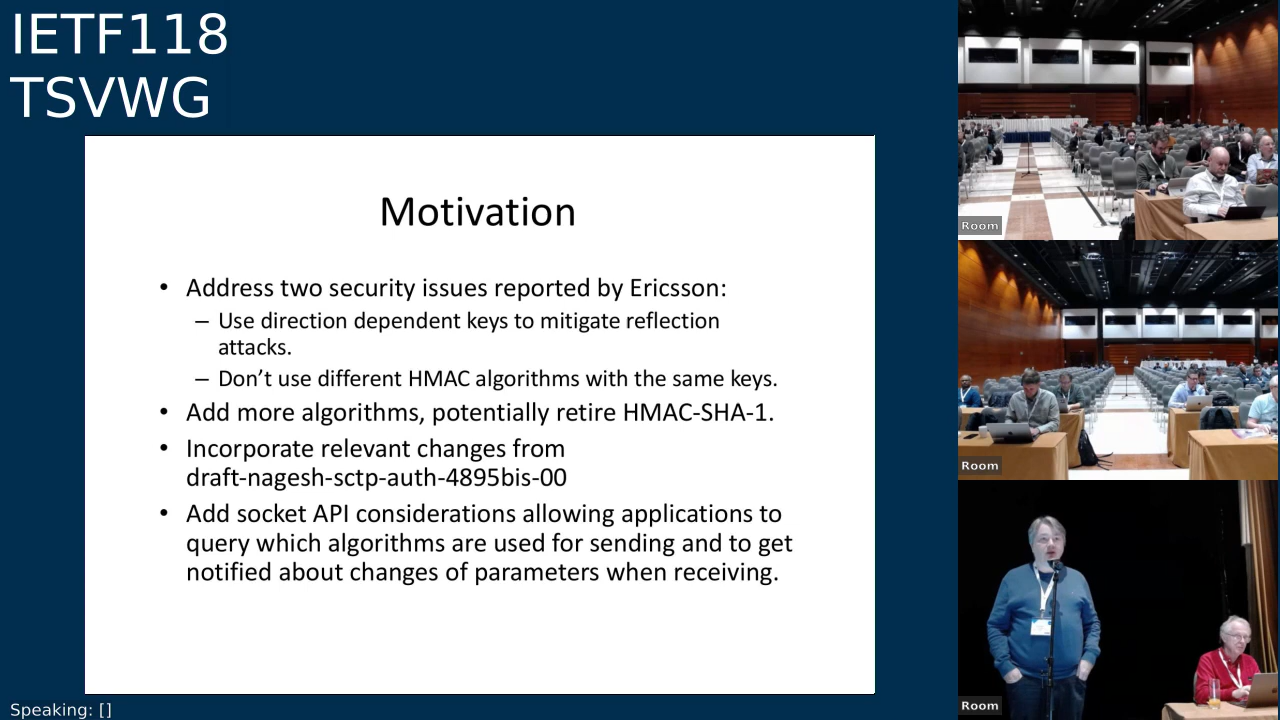 IETF118
TSVWG
Motivation
• Address two security issues reported by Ericsson:
– Use direction dependent keys to mitigate reflection
attacks.
– Don’t use different HMAC algorithms with the same keys.
• Add more algorithms, potentially retire HMAC-SHA-1.
• Incorporate relevant changes from
draft-nagesh-sctp-auth-4895bis-00
• Add socket API considerations allowing applications to
query which algorithms are used for sending and to get
notified about changes of parameters when receiving.
Speaking: []
Room
Room
Room